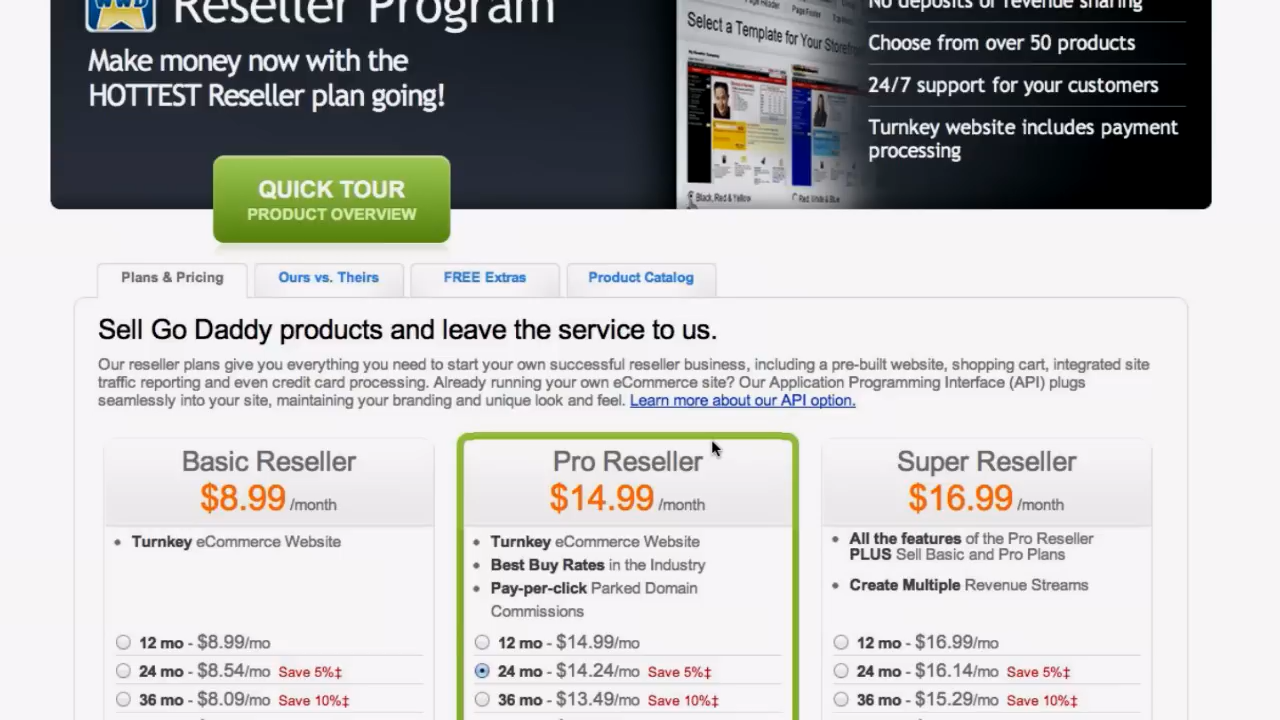 WWD
Reseller Program
Make money now with the
HOTTEST Reseller plan going!
QUICK TOUR
PRODUCT OVERVIEW
Page Header
Page Footer
Select a Template for Your Storefront
Black, Red & Yellow
Red, White & Blue
No deposits or revenue sharing
Choose from over 50 products
24/7 support for your customers
Turnkey website includes payment
processing
Plans & Pricing
Ours vs. Theirs
FREE Extras
Product Catalog
Sell Go Daddy products and leave the service to us.
Our reseller plans give you everything you need to start your own successful reseller business, including a pre-built website, shopping cart, integrated site
traffic reporting and even credit card processing. Already running your own eCommerce site? Our Application Programming Interface (API) plugs
seamlessly into your site, maintaining your branding and unique look and feel. Learn more about our API option.
Basic Reseller
$8.99 /month
• Turnkey eCommerce Website
12 mo - $8.99/mo
24 mo - $8.54/mo Save 5%‡
36 mo - $8.09/mo Save 10%‡
Pro Reseller
$14.99 /month
• Turnkey eCommerce Website
• Best Buy Rates in the Industry
• Pay-per-click Parked Domain
Commissions
12 mo - $14.99/mo
24 mo - $14.24/mo Save 5%‡
36 mo - $13.49/mo Save 10%‡
Super Reseller
$16.99 /month
• All the features of the Pro Reseller
PLUS Sell Basic and Pro Plans
• Create Multiple Revenue Streams
12 mo - $16.99/mo
24 mo - $16.14/mo Save 5%‡
36 mo - $15.29/mo Save 10%‡